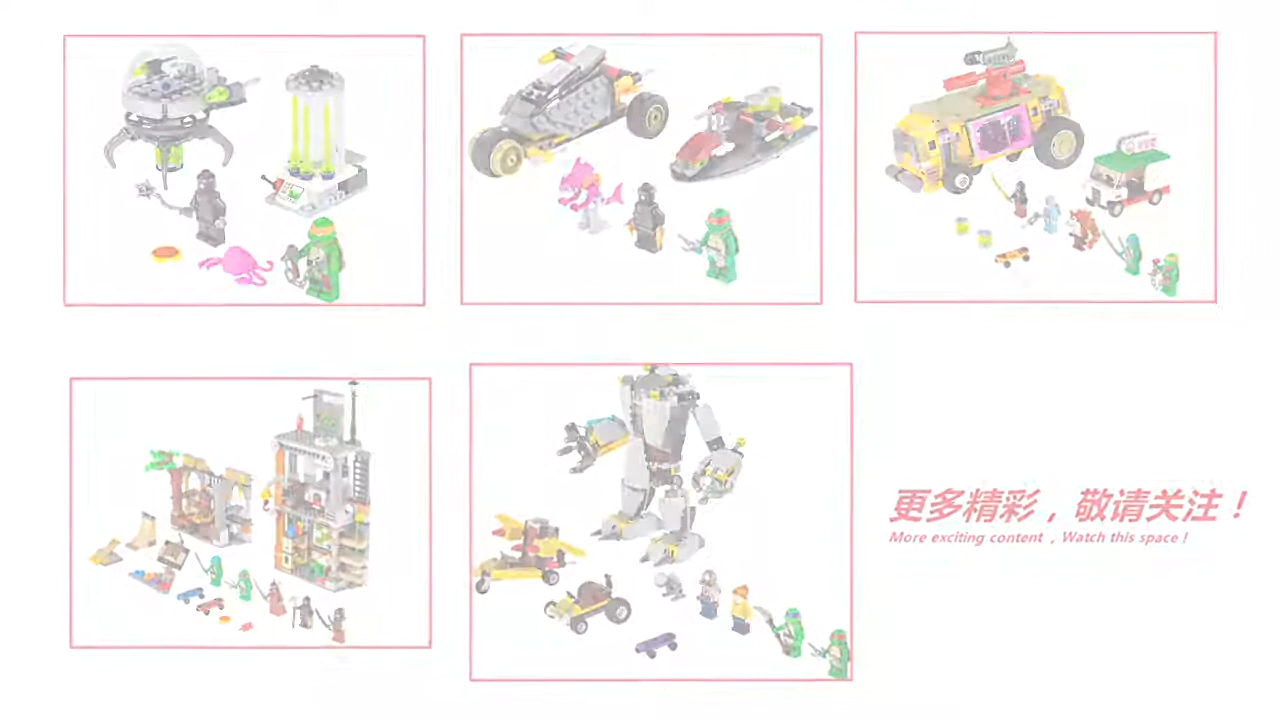 更多精彩，敬请关注！
More exciting content , Watch this space !